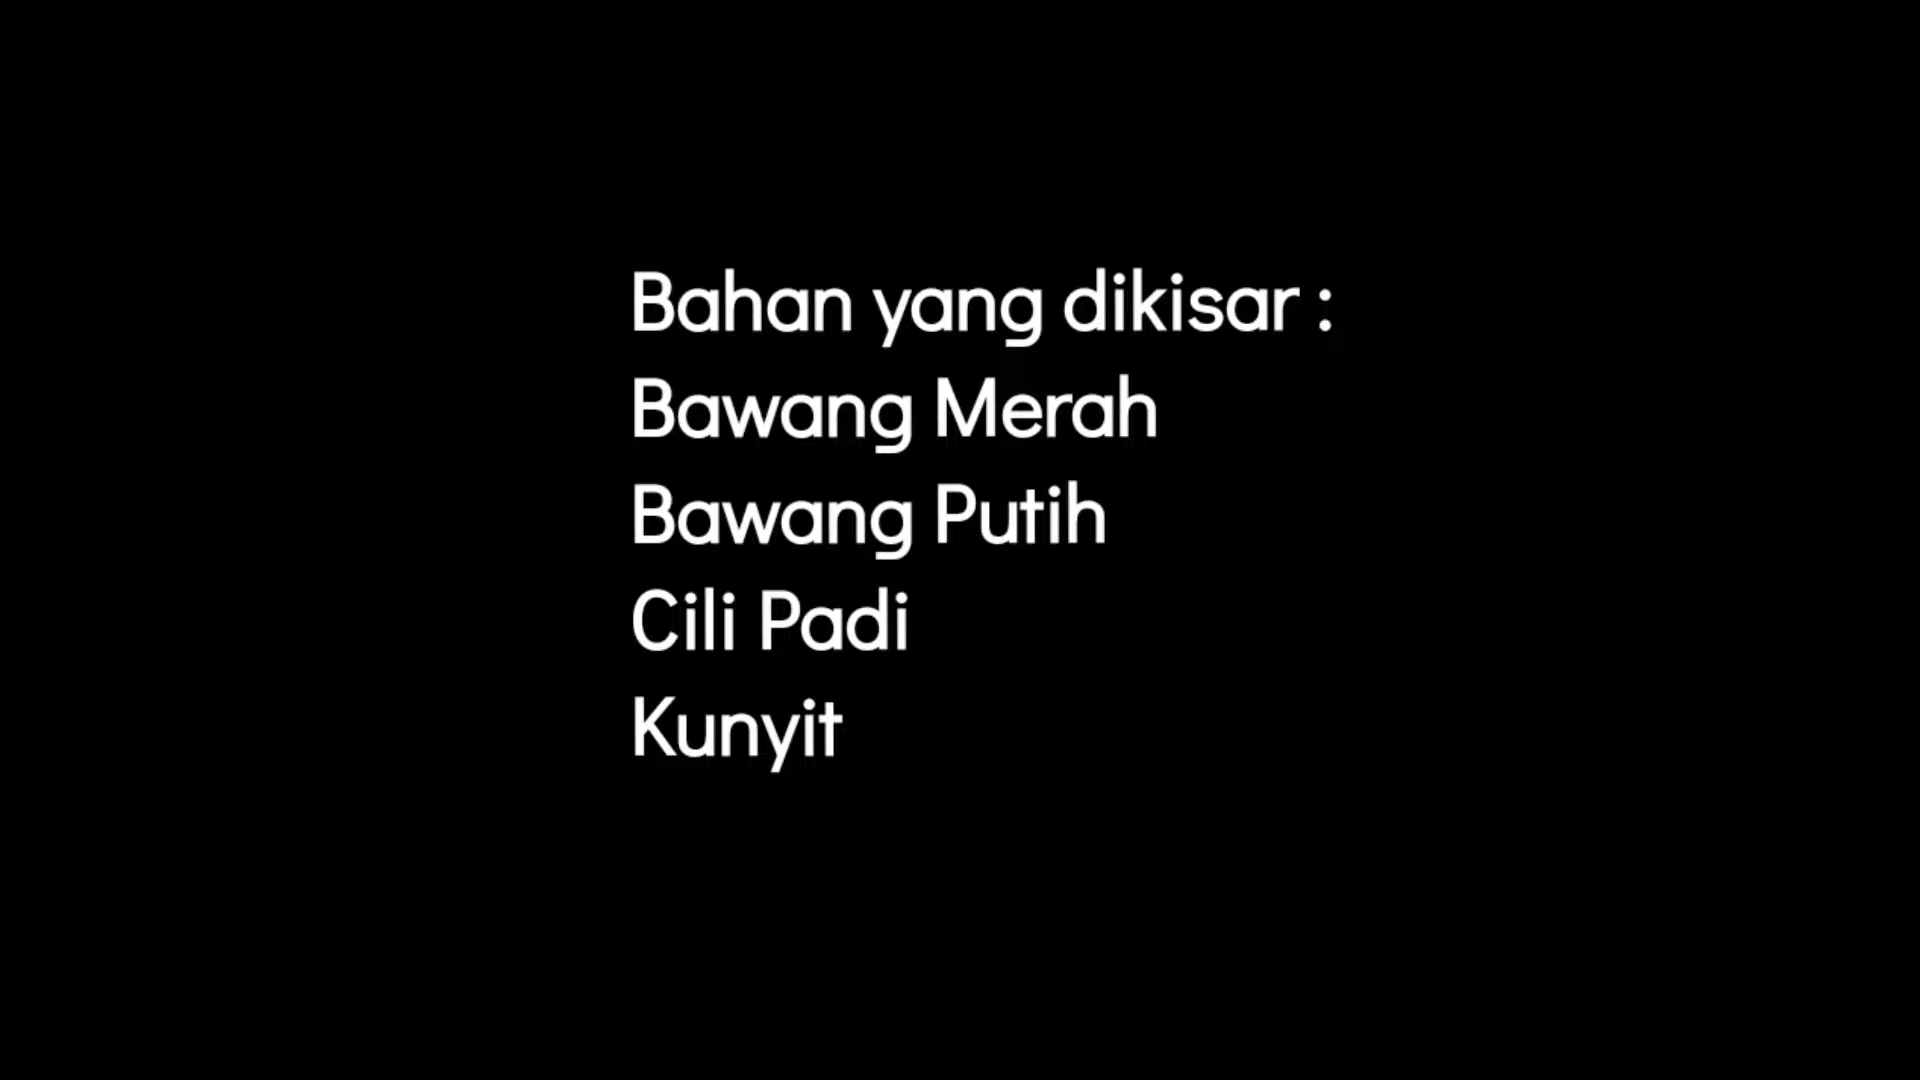 Bahan yang dikisar :
Bawang Merah
Bawang Putih
Cili Padi
Kunyit